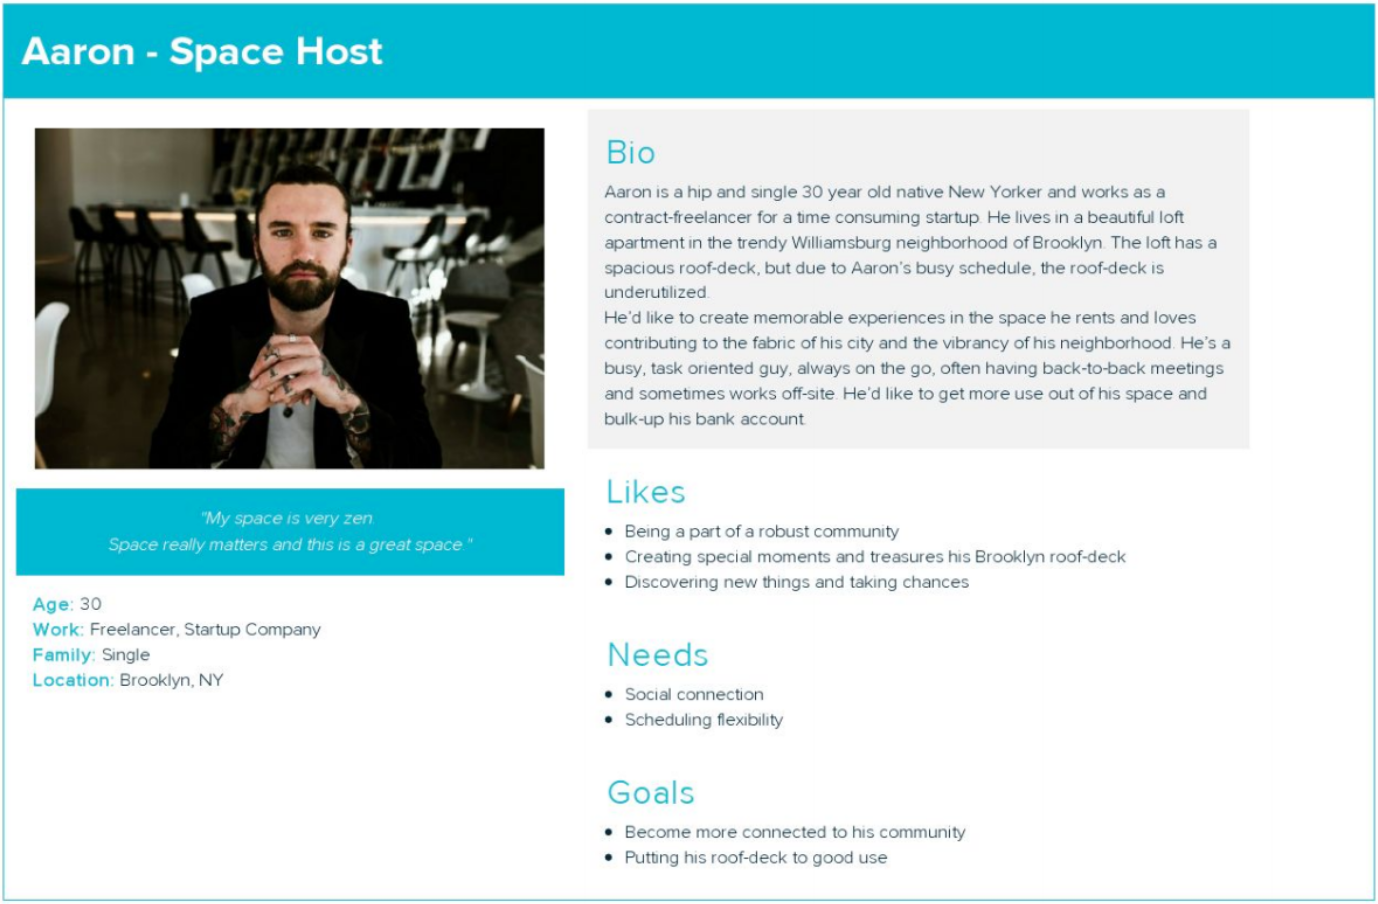 Aaron - Space Host
"My space is very zen.
Space really matters and this is a great space."
Age: 30
Work: Freelancer, Startup Company
Family: Single
Location: Brooklyn, NY
Bio
Aaron is a hip and single 30 year old native New Yorker and works as a
contract-freelancer for a time consuming startup. He lives in a beautiful loft
apartment in the trendy Williamsburg neighborhood of Brooklyn. The loft has a
spacious roof-deck, but due to Aaron's busy schedule, the roof-deck is
underutilized.
He'd like to create memorable experiences in the space he rents and loves
contributing to the fabric of his city and the vibrancy of his neighborhood. He's a
busy, task oriented guy, always on the go, often having back-to-back meetings
and sometimes works off-site. He'd like to get more use out of his space and
bulk-up his bank account.
Likes
• Being a part of a robust community
• Creating special moments and treasures his Brooklyn roof-deck
• Discovering new things and taking chances
Needs
• Social connection
• Scheduling flexibility
Goals
• Become more connected to his community
• Putting his roof-deck to good use